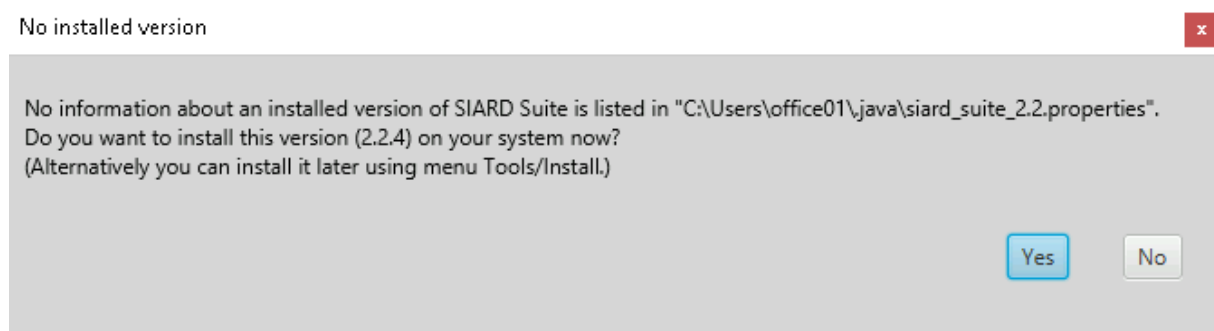 No installed version
x
No information about an installed version of SIARD Suite is listed in "C:\Users\office01\.java\siard_suite_2.2.properties".
Do you want to install this version (2.2.4) on your system now?
(Alternatively you can install it later using menu Tools/Install.)
Yes No